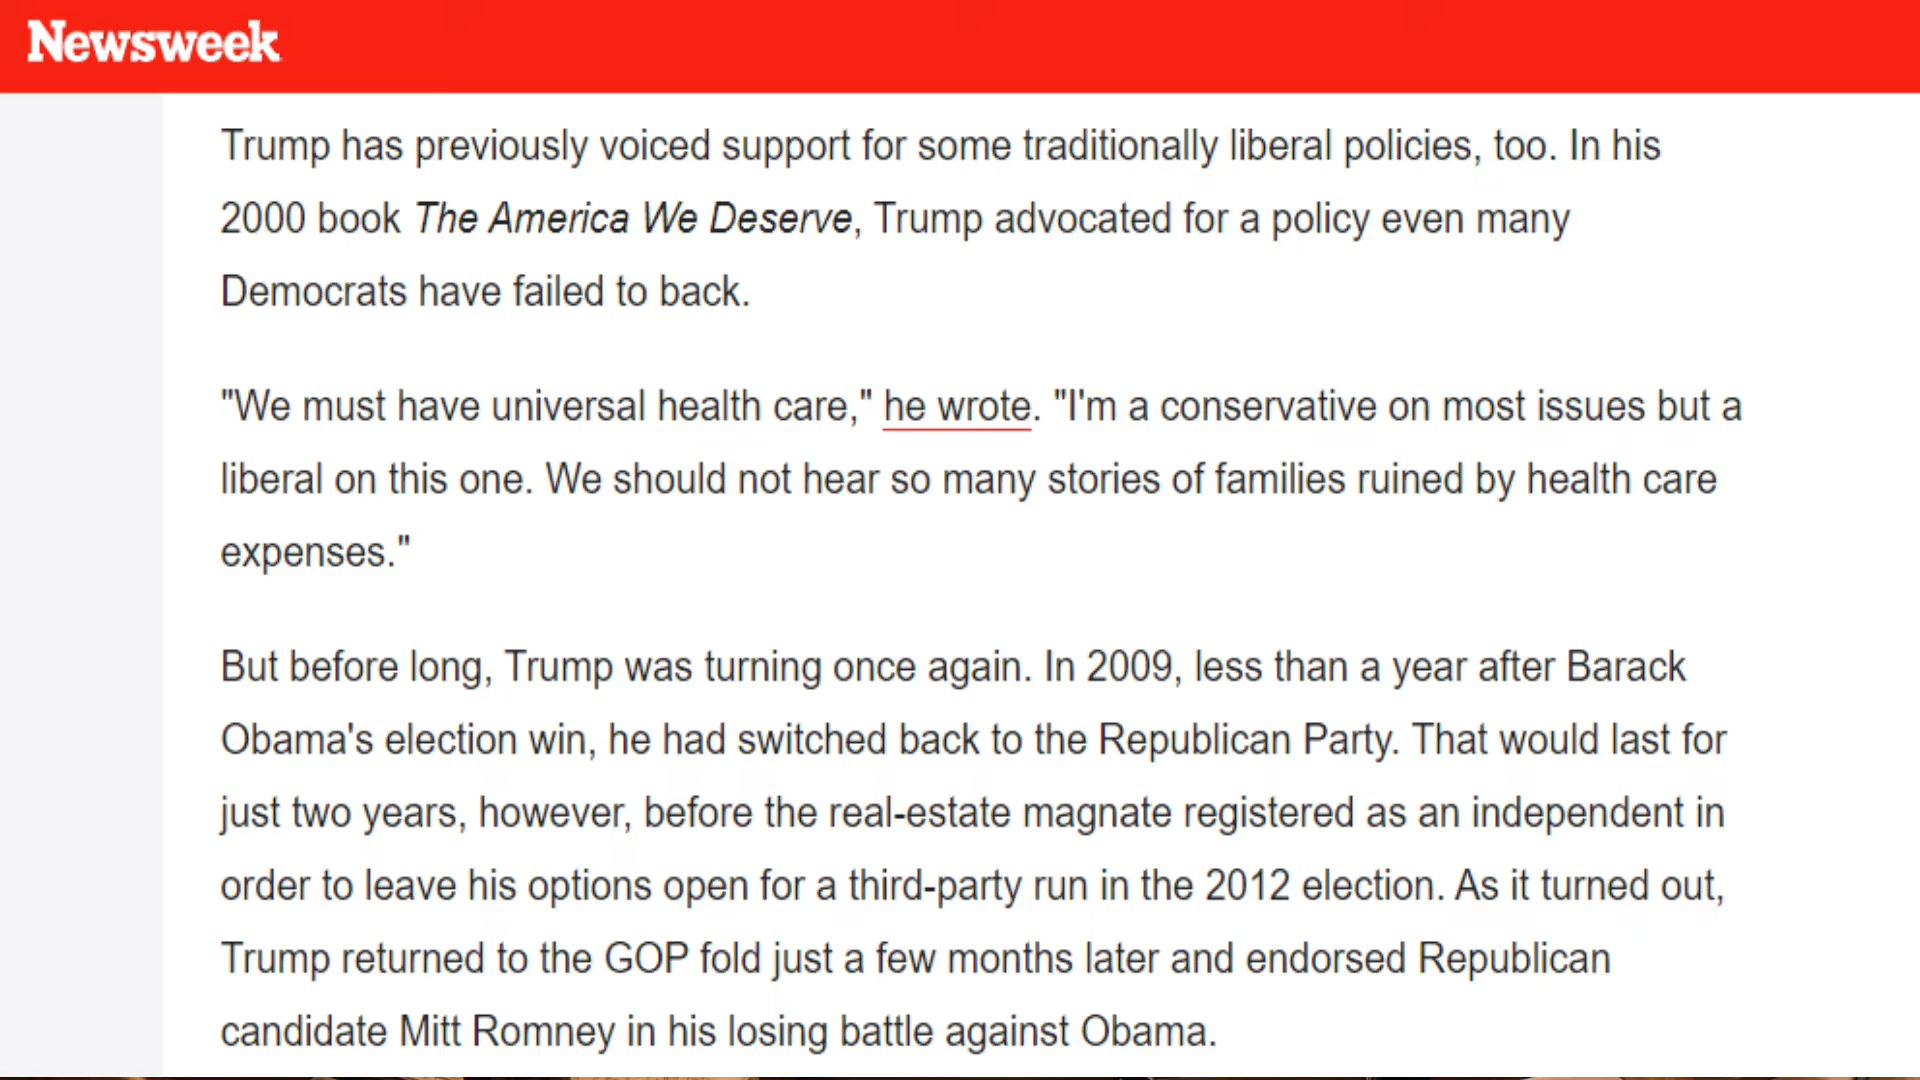 Newsweek
Trump has previously voiced support for some traditionally liberal policies, too. In his
2000 book The America We Deserve, Trump advocated for a policy even many
Democrats have failed to back.
"We must have universal health care," he wrote. "I'm a conservative on most issues but a
liberal on this one. We should not hear so many stories of families ruined by health care
expenses."
But before long, Trump was turning once again. In 2009, less than a year after Barack
Obama's election win, he had switched back to the Republican Party. That would last for
just two years, however, before the real-estate magnate registered as an independent in
order to leave his options open for a third-party run in the 2012 election. As it turned out,
Trump returned to the GOP fold just a few months later and endorsed Republican
candidate Mitt Romney in his losing battle against Obama.